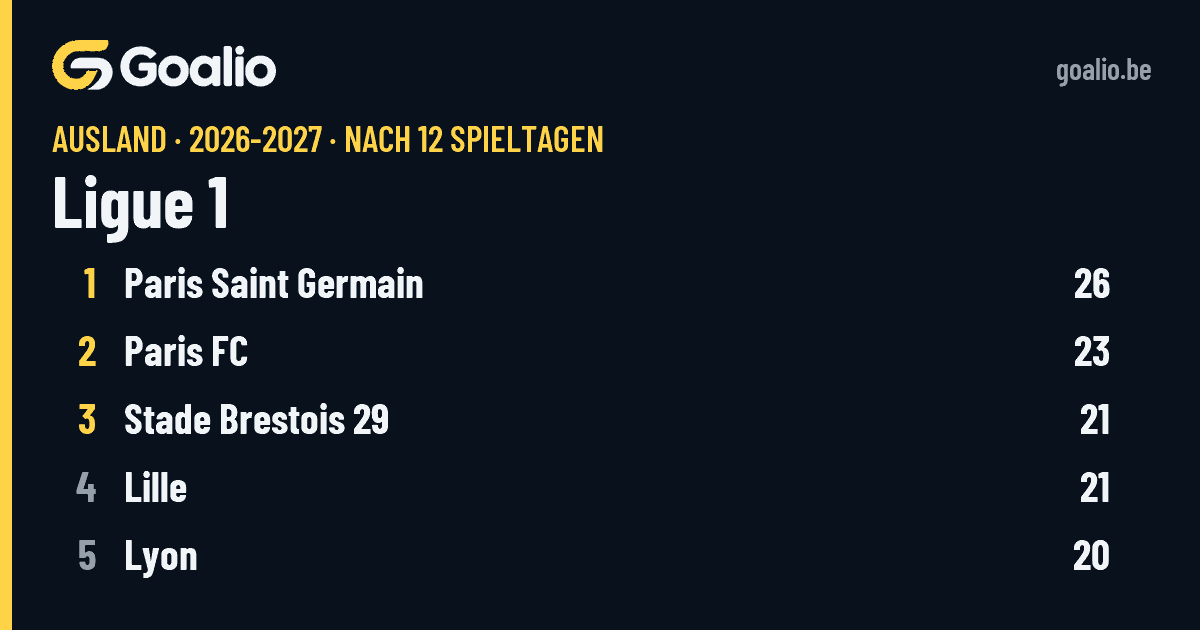 Goalio
goalio.be
AUSLAND · 2026-2027 · NACH 12 SPIELTAGEN
Ligue 1
1 Paris Saint Germain 26
2 Paris FC 23
3 Stade Brestois 29 21
4 Lille 21
5 Lyon 20